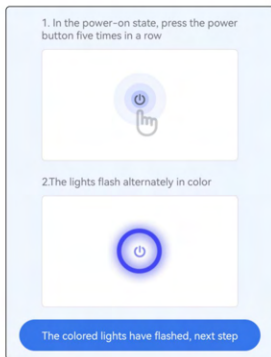 1. In the power-on state, press the power
button five times in a row
2.The lights flash alternately in color
The colored lights have flashed, next step